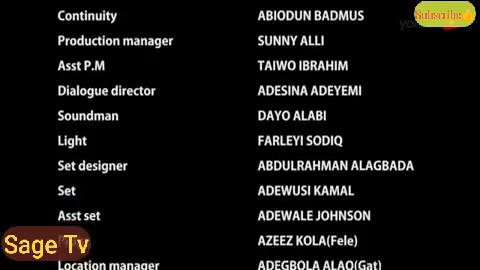 Subscribe
Continuity ABIODUN BADMUS
Production manager SUNNY ALLI
Asst P.M TAIWO IBRAHIM
Dialogue director ADESINA ADEYEMI
Soundman DAYO ALABI
Light FARLEYI SODIQ
Set designer ABDULRAHMAN ALAGBADA
Set ADEWUSI KAMAL
Asst set ADEWALE JOHNSON
AZEEZ KOLA(Fele)
Sage Tv
Location manager ADEGBOLA ALAO(Gat)